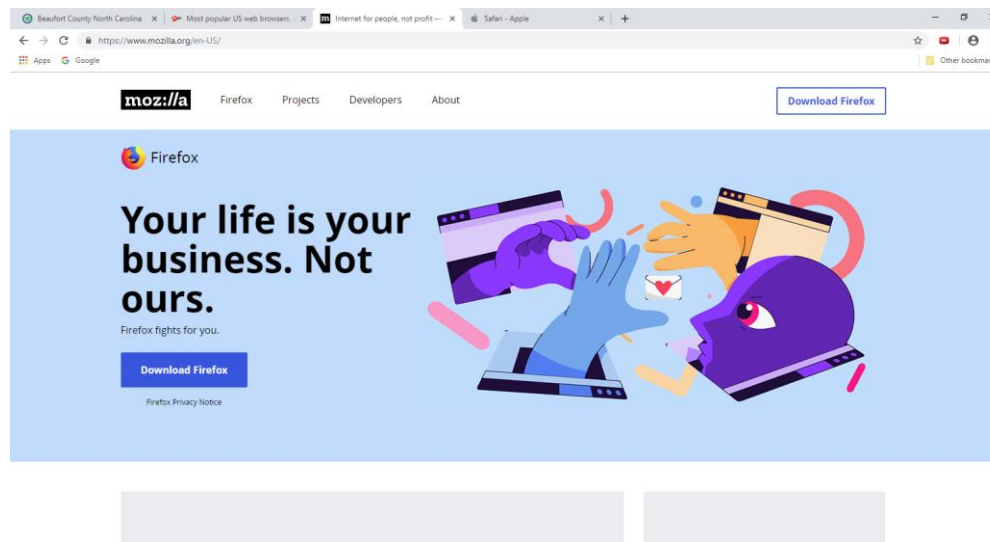 Beaufort County North Carolina
Most popular US web browsers:
Internet for people, not profit —
Safari - Apple
https://www.mozilla.org/en-US/
Apps Google
Other bookmar
moz://a Firefox Projects Developers About Download Firefox
Firefox
Your life is your
business. Not
ours.
Firefox fights for you.
Download Firefox
Firefox Privacy Notice